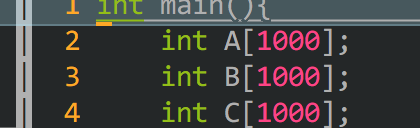 1 int main(){
2     int A[1000];
3     int B[1000];
4     int C[1000];